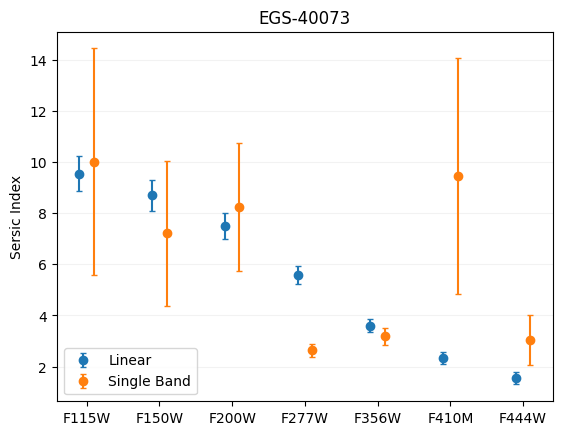 EGS-40073
Sersic Index
14
12
10
8
6
4
2
Linear
Single Band
F115W F150W F200W F277W F356W F410M F444W